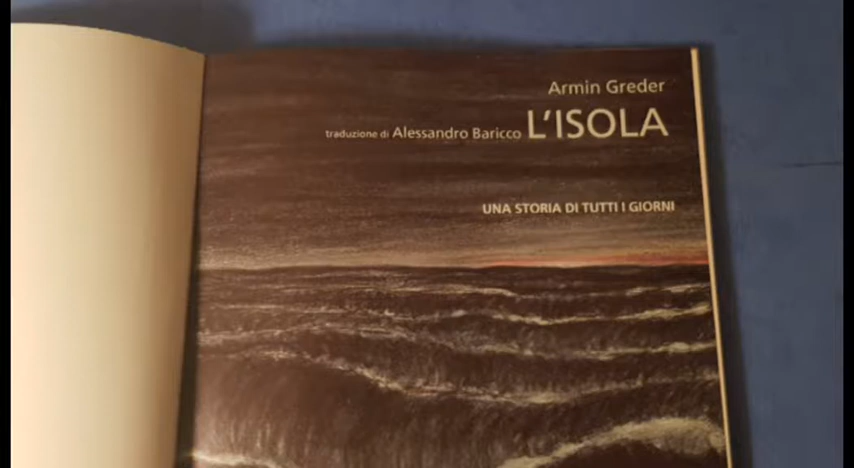 Armin Greder
traduzione di Alessandro Baricco L'ISOLA
UNA STORIA DI TUTTI I GIORNI